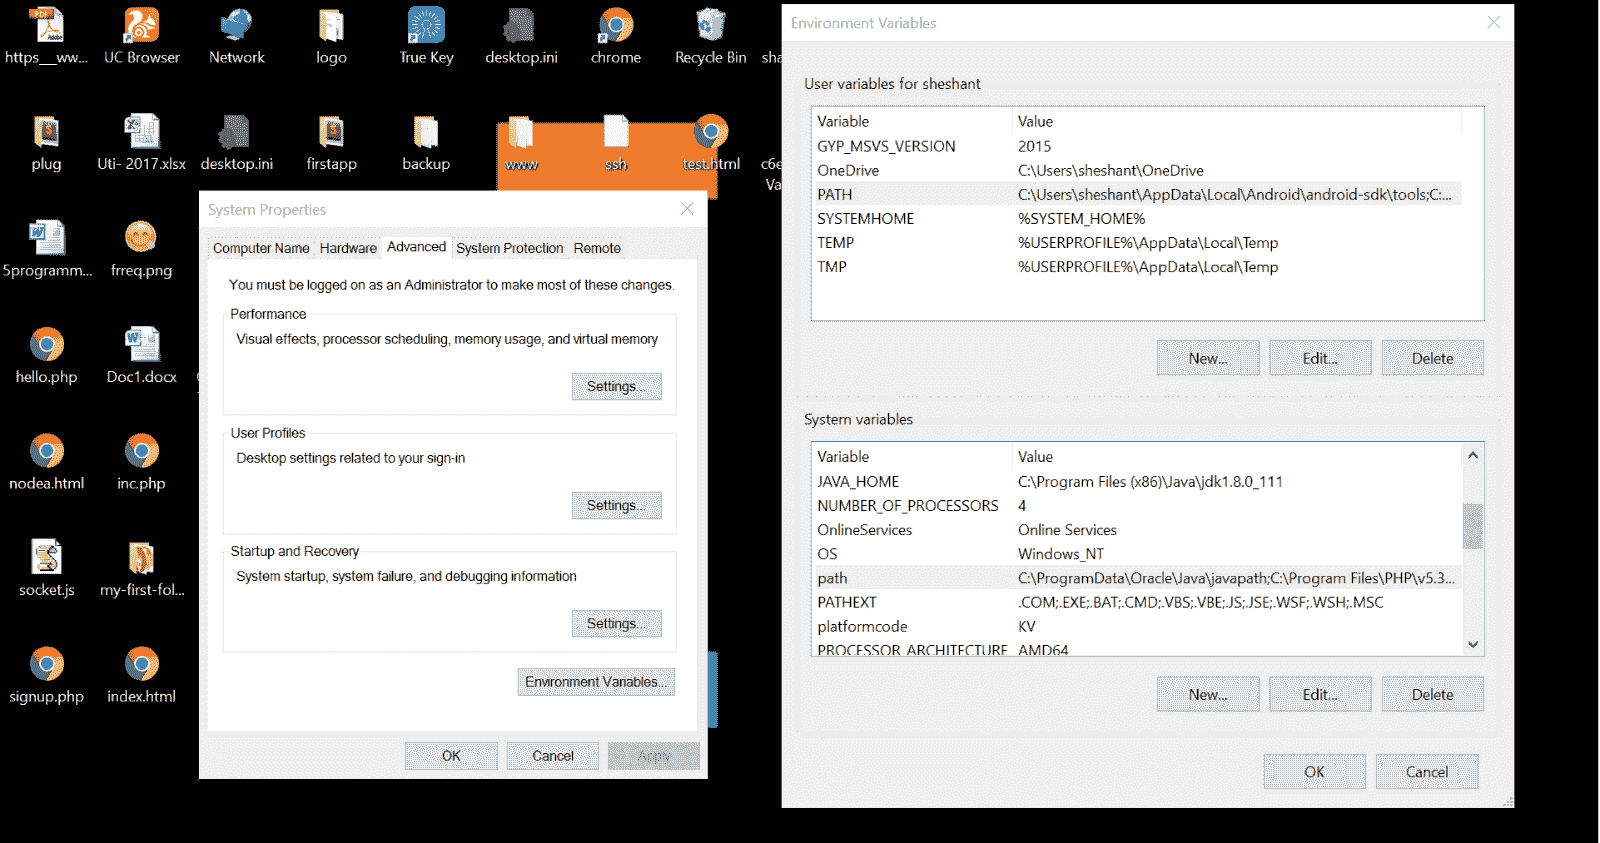 https__ww...
UC Browser
Network
logo
True Key
desktop.ini
chrome
Recycle Bin
sha
plug
Uti- 2017.xlsx
desktop.ini
firstapp
backup
www
ssh
test.html
c6e
Va
5programm...
frreq.png
hello.php
Doc1.docx
nodea.html
inc.php
socket.js
my-first-fol...
signup.php
index.html
System Properties
Computer Name Hardware Advanced System Protection Remote
You must be logged on as an Administrator to make most of these changes.
Performance
Visual effects, processor scheduling, memory usage, and virtual memory
Settings...
User Profiles
Desktop settings related to your sign-in
Settings...
Startup and Recovery
System startup, system failure, and debugging information
Settings...
Environment Variables...
OK Cancel Apply
Environment Variables
User variables for sheshant
Variable Value
GYP_MSVS_VERSION 2015
OneDrive C:\Users\sheshant\OneDrive
PATH C:\Users\sheshant\AppData\Local\Android\android-sdk\tools;C:...
SYSTEMHOME %SYSTEM_HOME%
TEMP %USERPROFILE%\AppData\Local\Temp
TMP %USERPROFILE%\AppData\Local\Temp
New... Edit... Delete
System variables
Variable Value
JAVA_HOME C:\Program Files (x86)\Java\jdk1.8.0_111
NUMBER_OF_PROCESSORS 4
OnlineServices Online Services
OS Windows_NT
path C:\ProgramData\Oracle\Java\javapath;C:\Program Files\PHP\v5.3...
PATHEXT .COM;.EXE;.BAT;.CMD;.VBS;.VBE;.JS;.JSE;.WSF;.WSH;.MSC
platformcode KV
PROCESSOR_ARCHITECTURE AMD64
New... Edit... Delete
OK Cancel